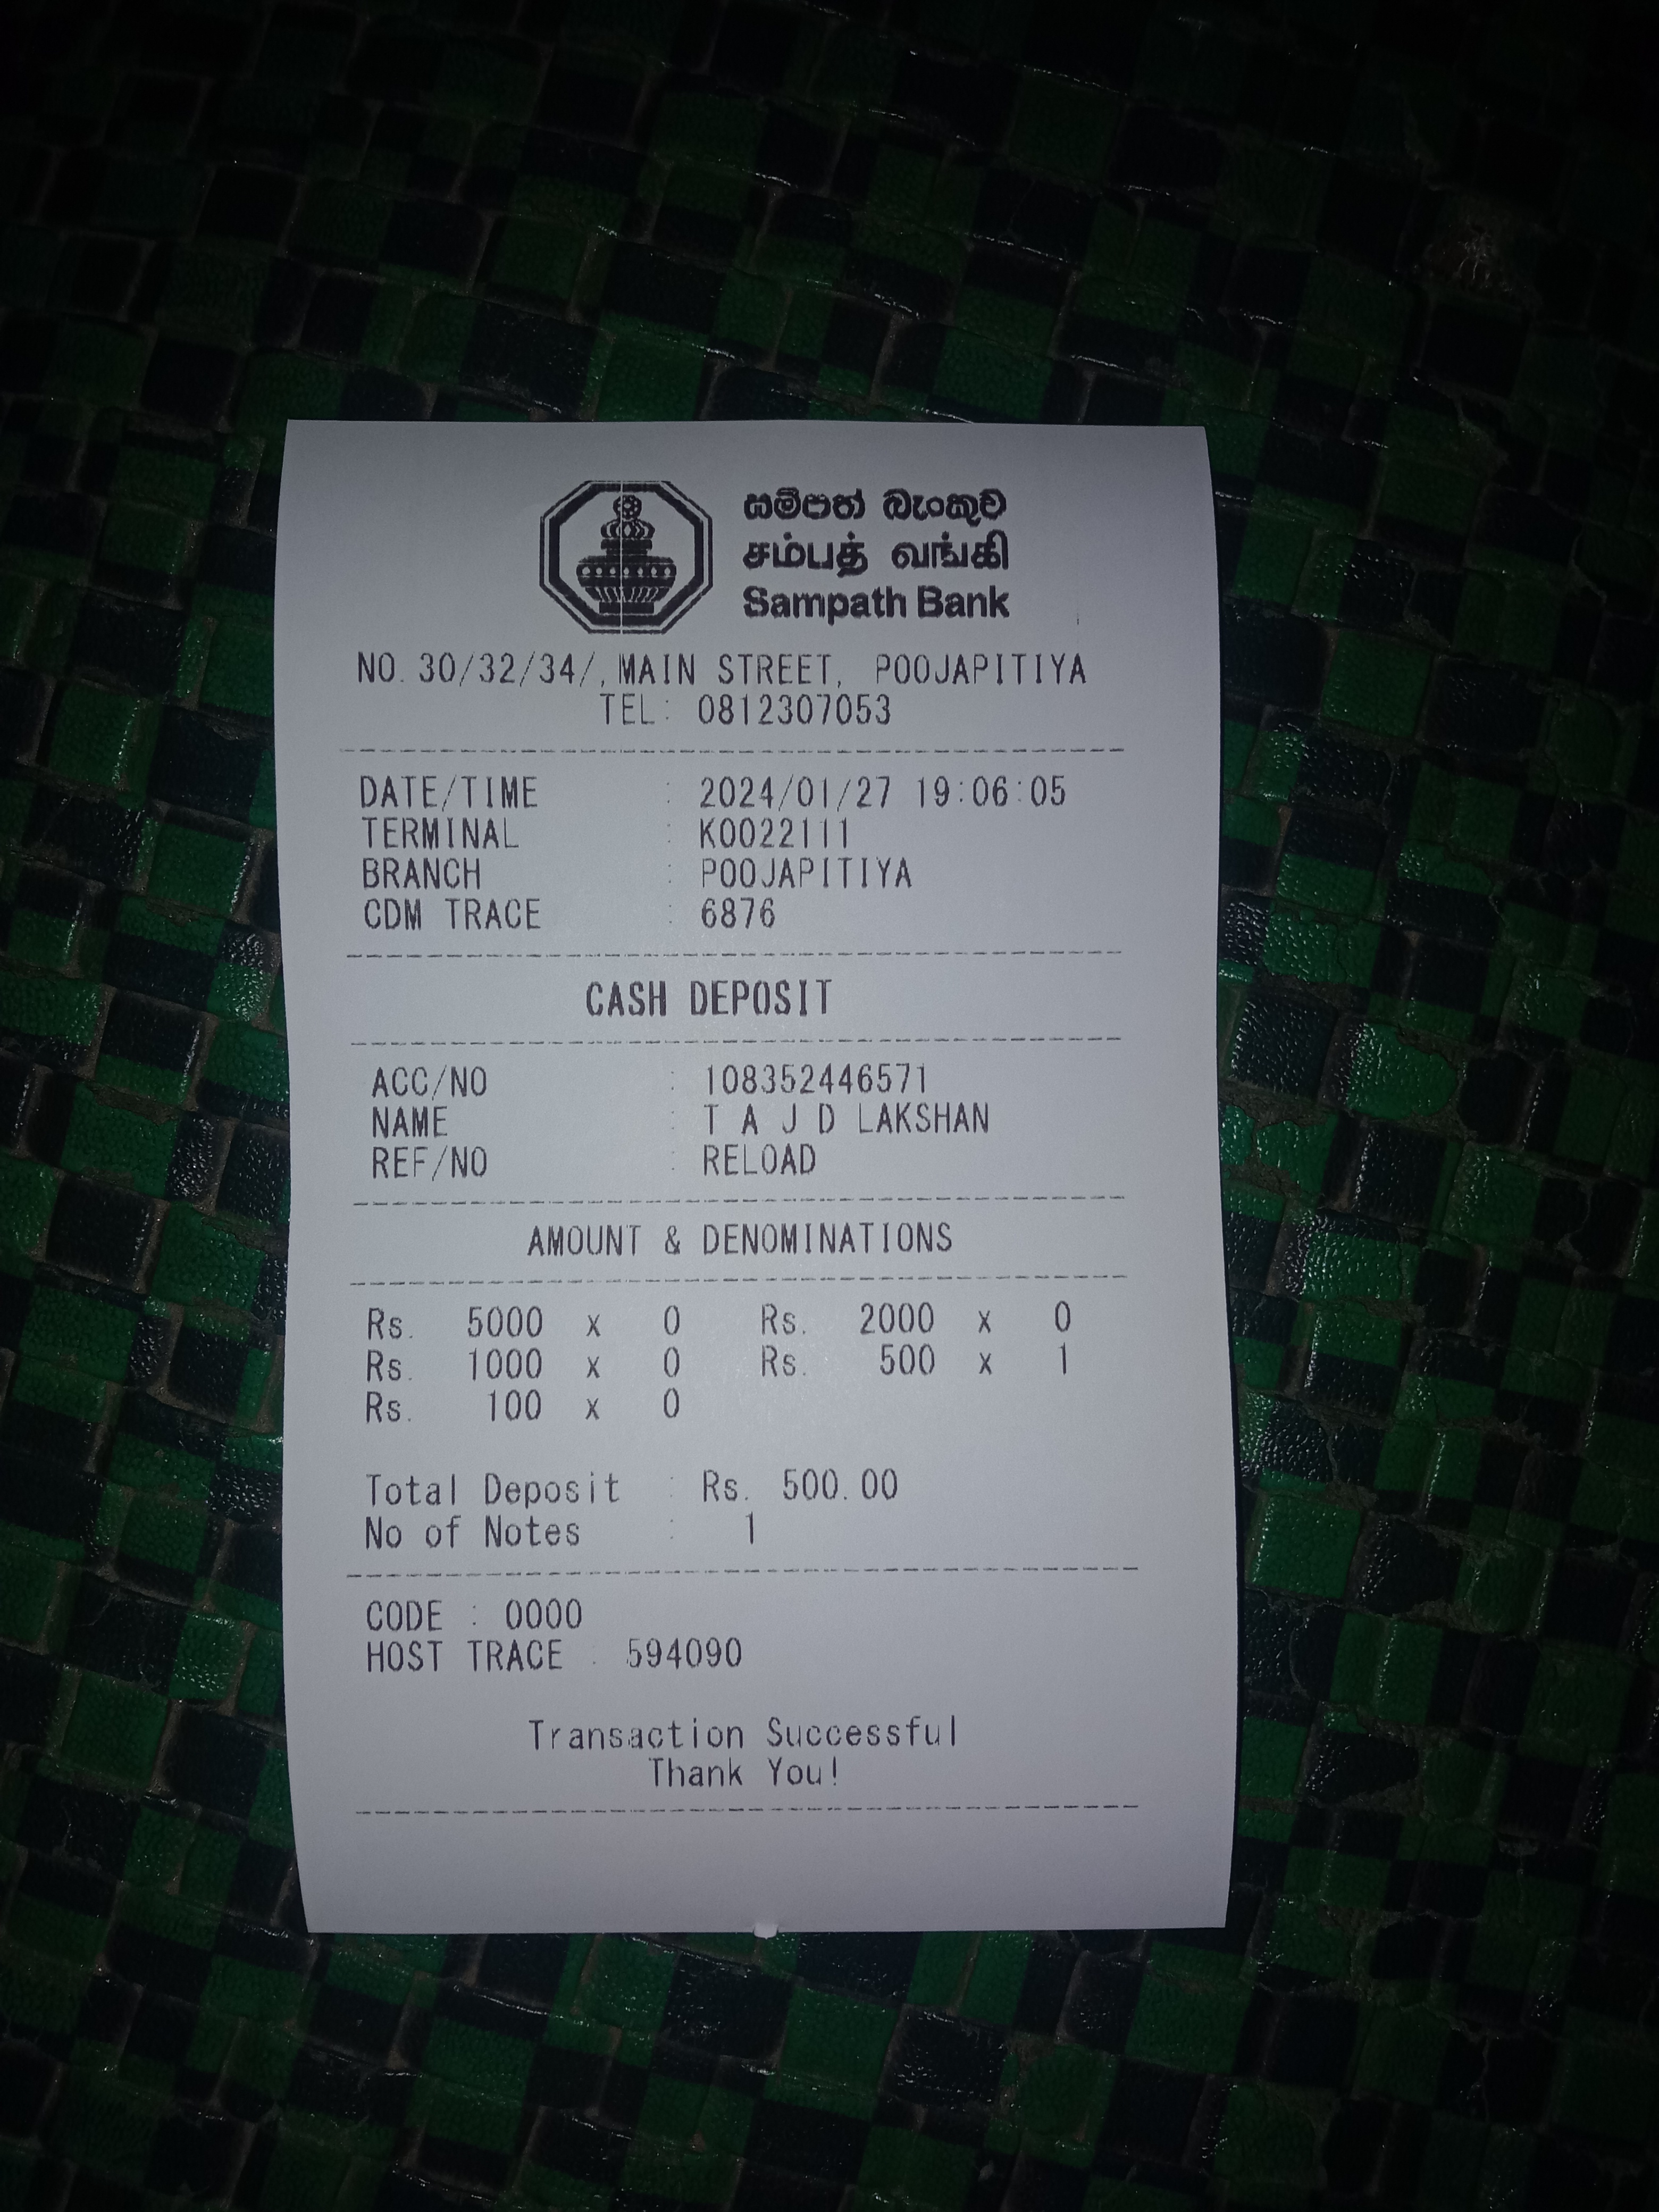 සම්පත් බැංකුව
சம்பத் வங்கி
Sampath Bank
NO.30/32/34/,MAIN STREET, POOJAPITIYA
TEL: 0812307053
DATE/TIME : 2024/01/27 19:06:05
TERMINAL : K0022111
BRANCH : POOJAPITIYA
CDM TRACE : 6876
CASH DEPOSIT
ACC/NO : 108352446571
NAME : T A J D LAKSHAN
REF/NO : RELOAD
AMOUNT & DENOMINATIONS
Rs. 5000 x 0 Rs. 2000 x 0
Rs. 1000 x 0 Rs. 500 x 1
Rs. 100 x 0
Total Deposit : Rs. 500.00
No of Notes : 1
CODE : 0000
HOST TRACE : 594090
Transaction Successful
Thank You!